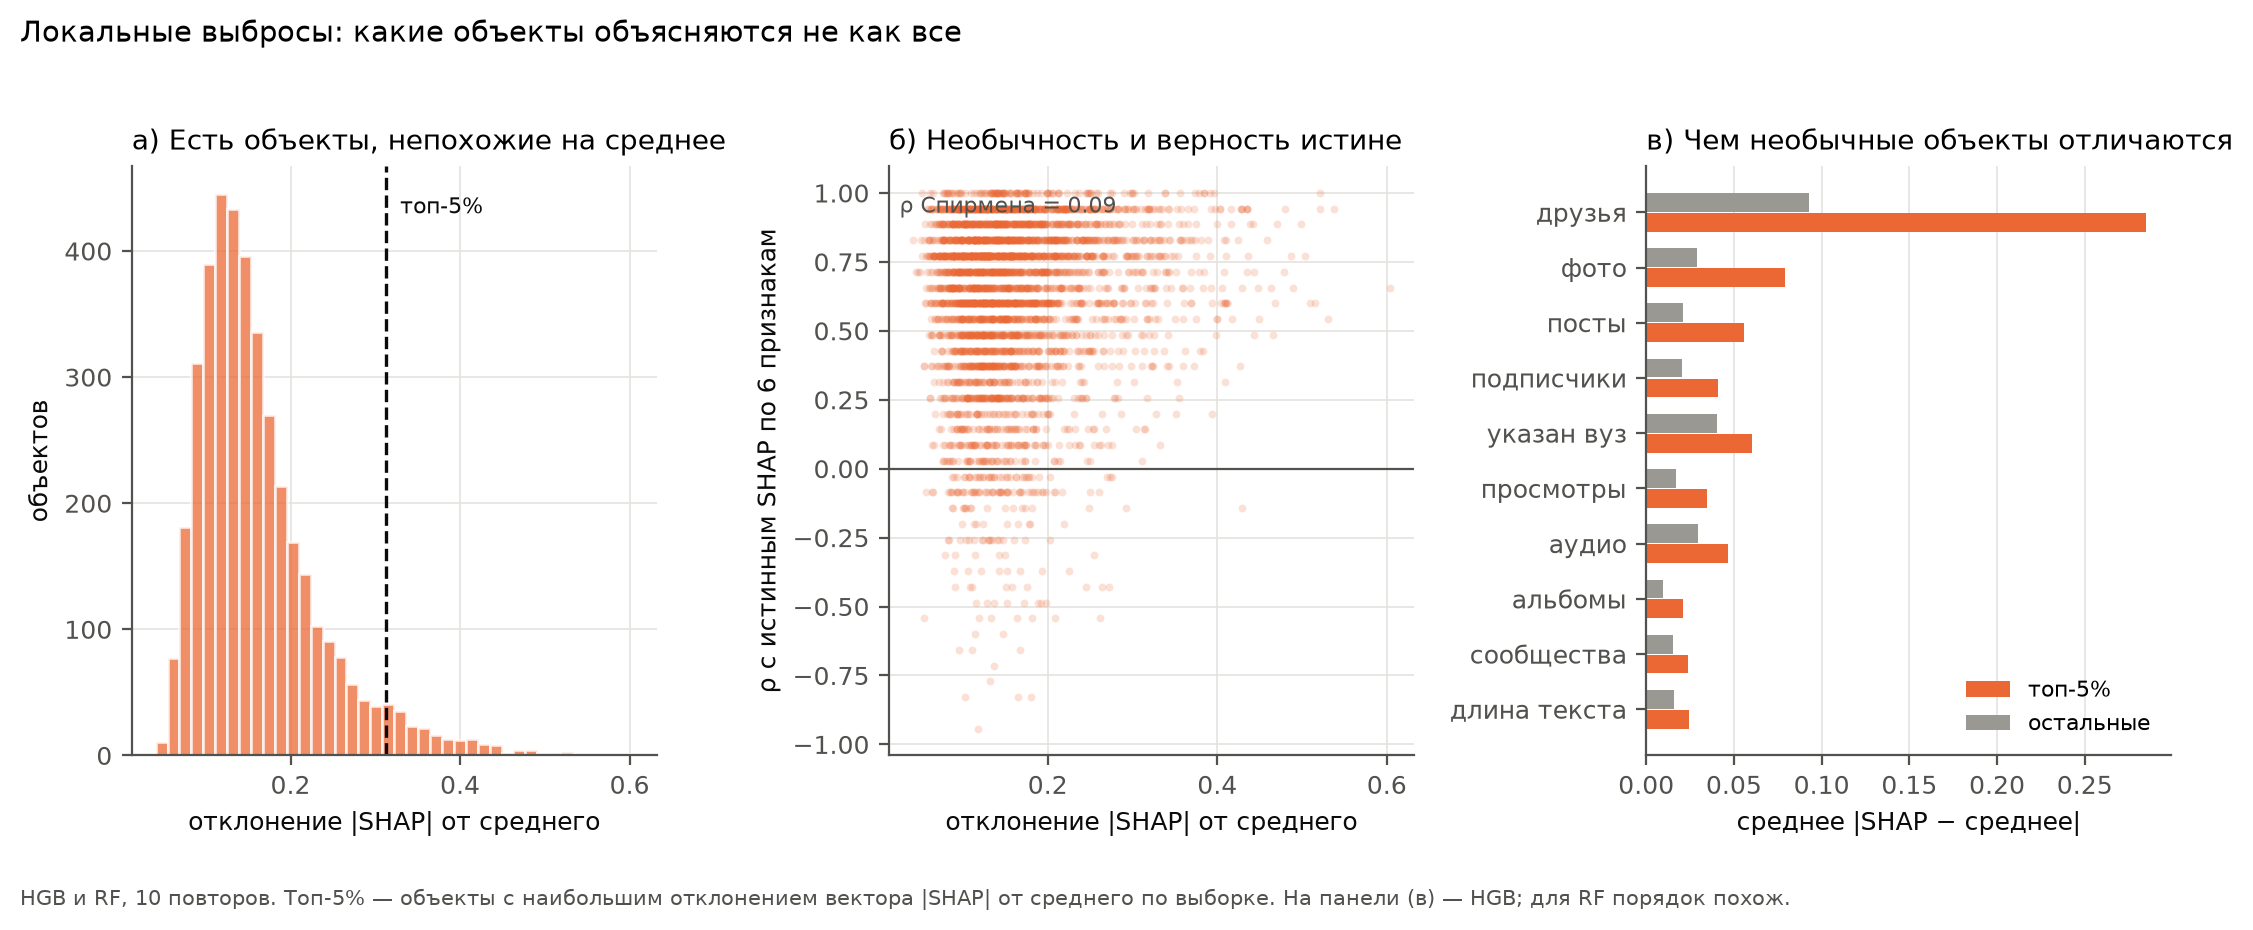 Локальные выбросы: какие объекты объясняются не как все
а) Есть объекты, непохожие на среднее
топ-5%
объектов
0
100
200
300
400
0.2
0.4
0.6
отклонение |SHAP| от среднего
б) Необычность и верность истине
ρ Спирмена = 0.09
ρ с истинным SHAP по 6 признакам
1.00
0.75
0.50
0.25
0.00
−0.25
−0.50
−0.75
−1.00
0.2
0.4
0.6
отклонение |SHAP| от среднего
в) Чем необычные объекты отличаются
друзья
фото
посты
подписчики
указан вуз
просмотры
аудио
альбомы
сообщества
длина текста
топ-5%
остальные
0.00
0.05
0.10
0.15
0.20
0.25
среднее |SHAP − среднее|
HGB и RF, 10 повторов. Топ-5% — объекты с наибольшим отклонением вектора |SHAP| от среднего по выборке. На панели (в) — HGB; для RF порядок похож.